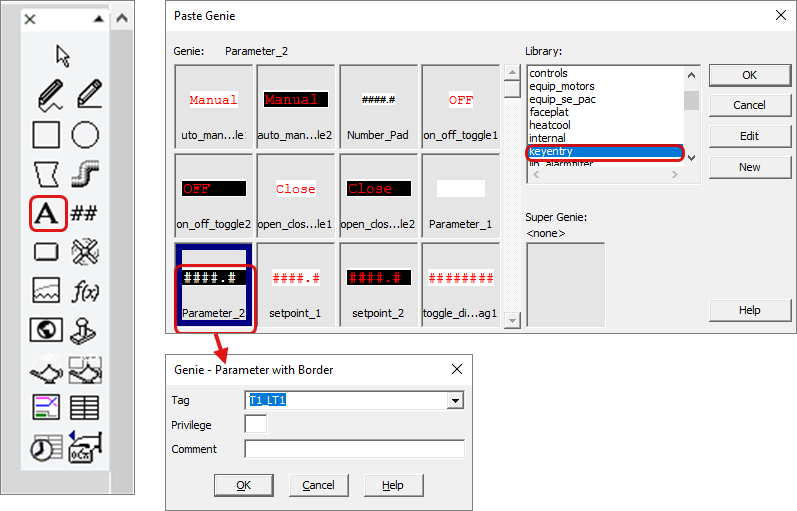 A
##
f(x)
Paste Genie
Genie: Parameter_2
Manual
uto_man...le1
Manual
auto_man...le2
####.#
Number_Pad
OFF
on_off_toggle1
OFF
on_off_toggle2
Close
open_clos...le1
Close
open_clos...le2
Parameter_1
####.#
Parameter_2
####.#
setpoint_1
####.#
setpoint_2
#######
toggle_di...ag1
Library:
controls
equip_motors
equip_se_pac
faceplat
heatcool
internal
keyentry
lib_alarmfilter
Super Genie:
<none>
OK
Cancel
Edit
New
Help
Genie - Parameter with Border
Tag T1_LT1
Privilege
Comment
OK Cancel Help